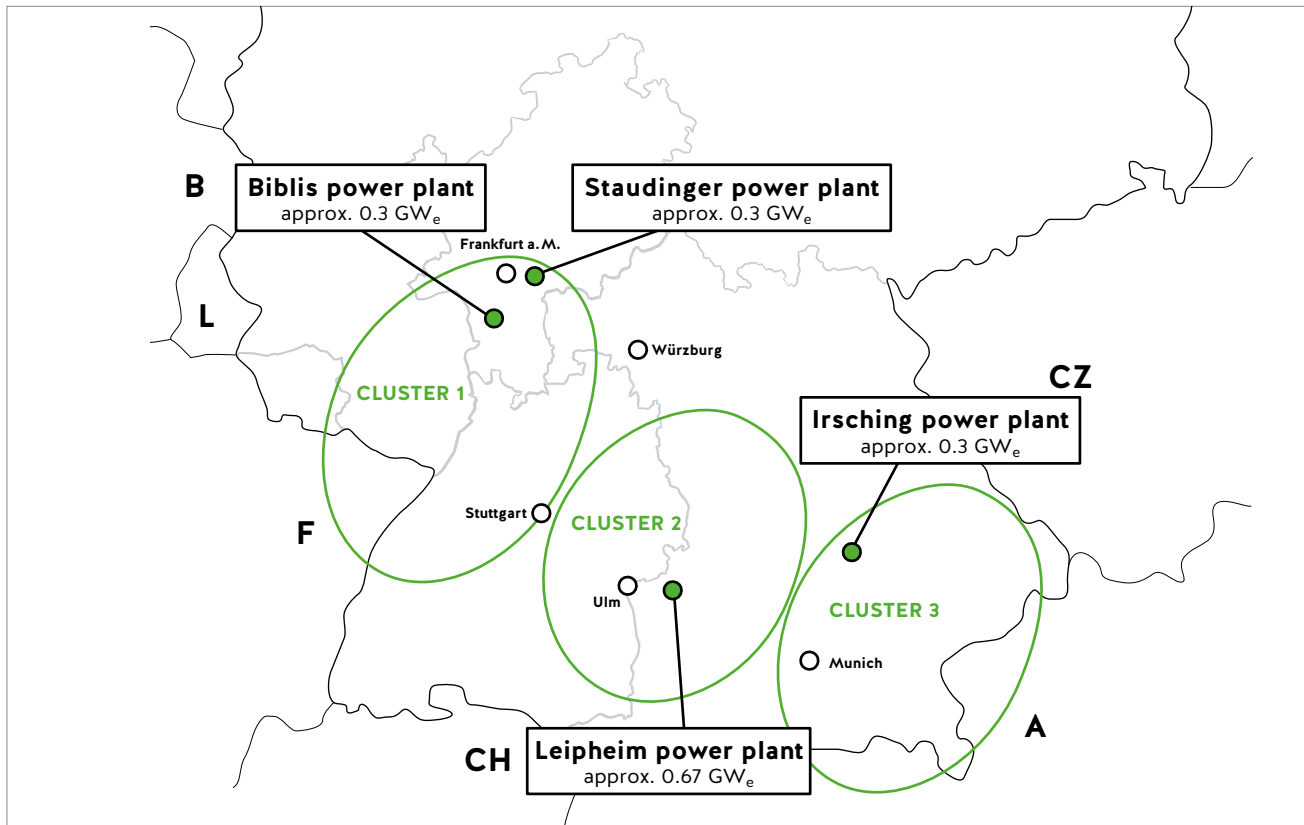 B
Biblis power plant
approx. 0.3 GWₑ
Staudinger power plant
approx. 0.3 GWₑ
Frankfurt a. M.
L
Würzburg
CZ
CLUSTER 1
Irsching power plant
approx. 0.3 GWₑ
Stuttgart
CLUSTER 2
F
Ulm
CLUSTER 3
Munich
A
CH
Leipheim power plant
approx. 0.67 GWₑ